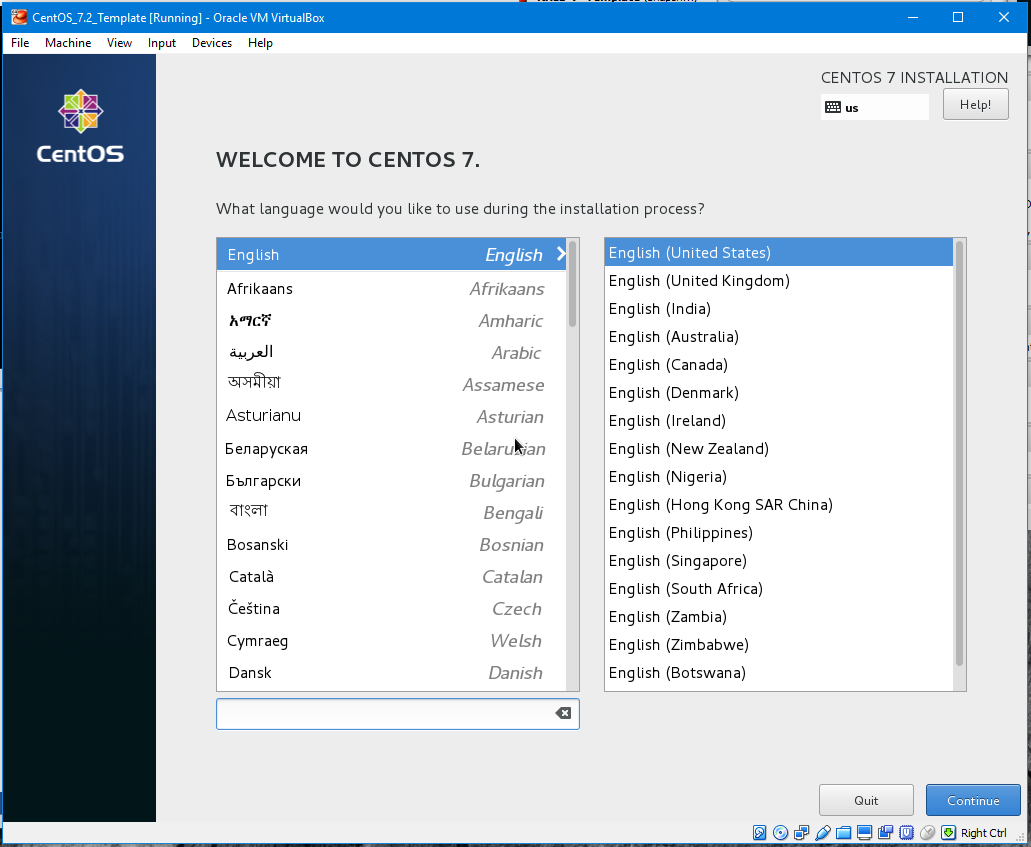 CentOS_7.2_Template [Running] - Oracle VM VirtualBox
File Machine View Input Devices Help
CentOS
CENTOS 7 INSTALLATION
us
Help!
WELCOME TO CENTOS 7.
What language would you like to use during the installation process?
English English
Afrikaans Afrikaans
አማርኛ Amharic
العربية Arabic
অসমীয়া Assamese
Asturianu Asturian
Беларуская Belarusian
Български Bulgarian
বাংলা Bengali
Bosanski Bosnian
Català Catalan
Čeština Czech
Cymraeg Welsh
Dansk Danish
English (United States)
English (United Kingdom)
English (India)
English (Australia)
English (Canada)
English (Denmark)
English (Ireland)
English (New Zealand)
English (Nigeria)
English (Hong Kong SAR China)
English (Philippines)
English (Singapore)
English (South Africa)
English (Zambia)
English (Zimbabwe)
English (Botswana)
Quit
Continue
Right Ctrl